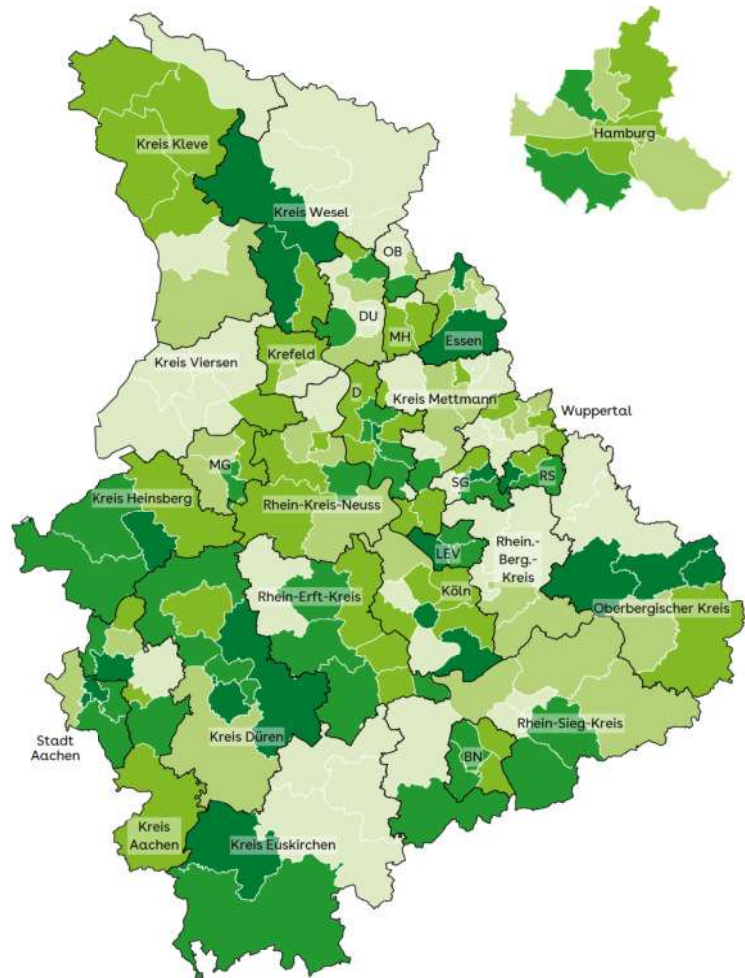 Hamburg
Kreis Kleve
Kreis Wesel
OB
DU
MH
Essen
Krefeld
Kreis Viersen
D
Kreis Mettmann
Wuppertal
MG
SG
RS
Kreis Heinsberg
Rhein-Kreis-Neuss
LEV
Rhein.-
Berg.-
Kreis
Rhein-Erft-Kreis
Köln
Oberbergischer Kreis
Rhein-Sieg-Kreis
Stadt
Aachen
Kreis Düren
BN
Kreis
Aachen
Kreis Euskirchen